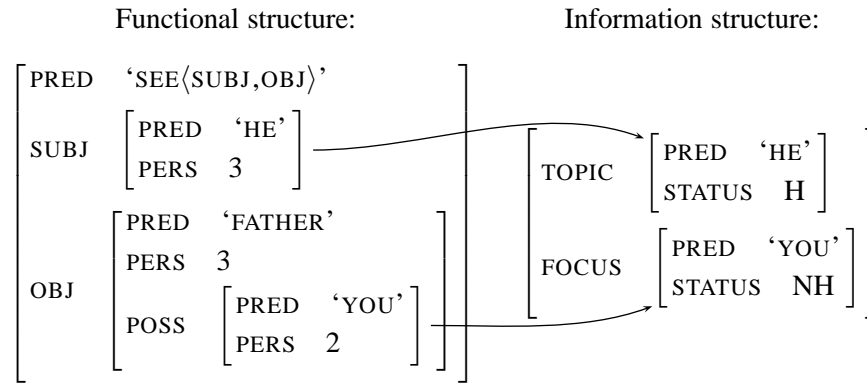 Functional structure: Information structure:
PRED ‘SEE⟨SUBJ,OBJ⟩’
SUBJ PRED ‘HE’
PERS 3
OBJ PRED ‘FATHER’
PERS 3
POSS PRED ‘YOU’
PERS 2
TOPIC PRED ‘HE’
STATUS H
FOCUS PRED ‘YOU’
STATUS NH